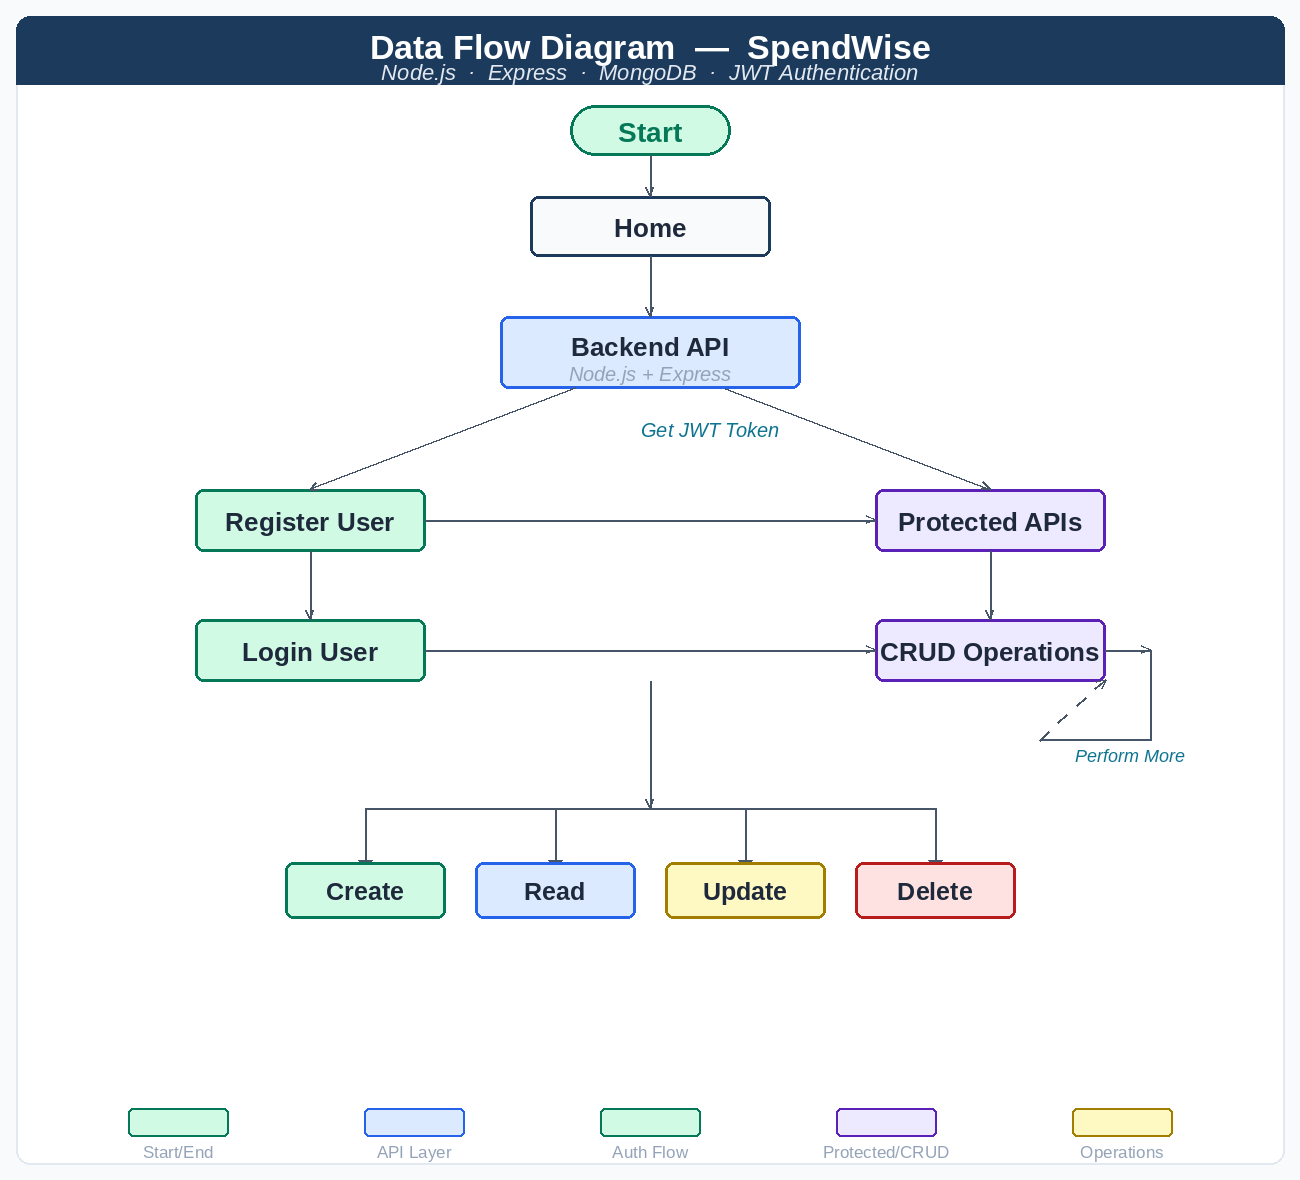 Data Flow Diagram — SpendWise
Node.js · Express · MongoDB · JWT Authentication
Start
Home
Backend API
Node.js + Express
Get JWT Token
Register User
Protected APIs
Login User
CRUD Operations
Perform More
Create
Read
Update
Delete
Start/End
API Layer
Auth Flow
Protected/CRUD
Operations